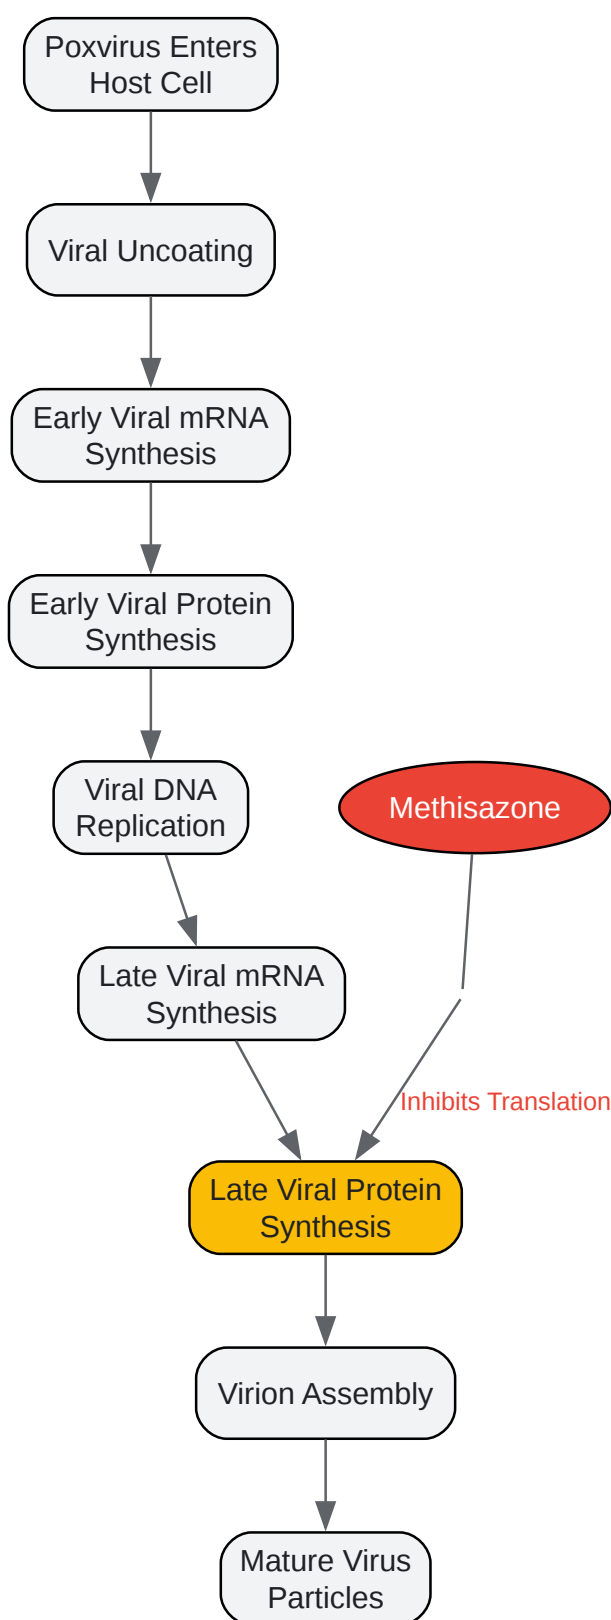 Poxvirus Enters
Host Cell
Viral Uncoating
Early Viral mRNA
Synthesis
Early Viral Protein
Synthesis
Viral DNA
Replication
Methisazone
Late Viral mRNA
Synthesis
Inhibits Translation
Late Viral Protein
Synthesis
Virion Assembly
Mature Virus
Particles